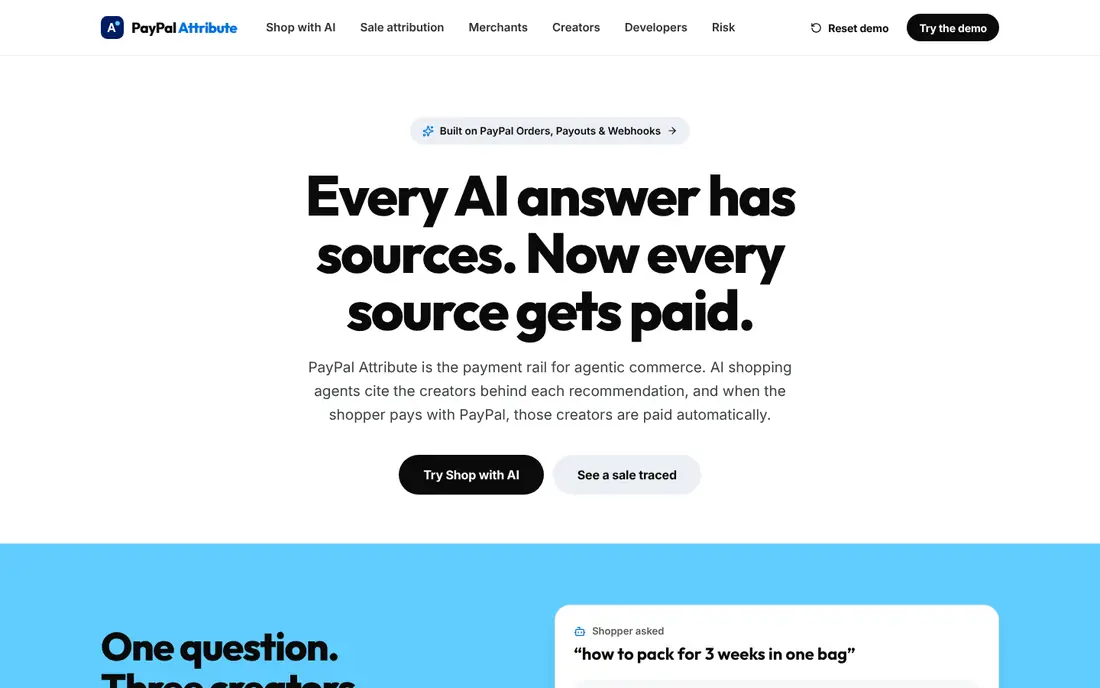 A PayPal Attribute Shop with AI Sale attribution Merchants Creators Developers Risk Reset demo Try the demo
Built on PayPal Orders, Payouts & Webhooks →
Every AI answer has
sources. Now every
source gets paid.
PayPal Attribute is the payment rail for agentic commerce. AI shopping
agents cite the creators behind each recommendation, and when the
shopper pays with PayPal, those creators are paid automatically.
Try Shop with AI See a sale traced
One question.
Three creators
Shopper asked
“how to pack for 3 weeks in one bag”